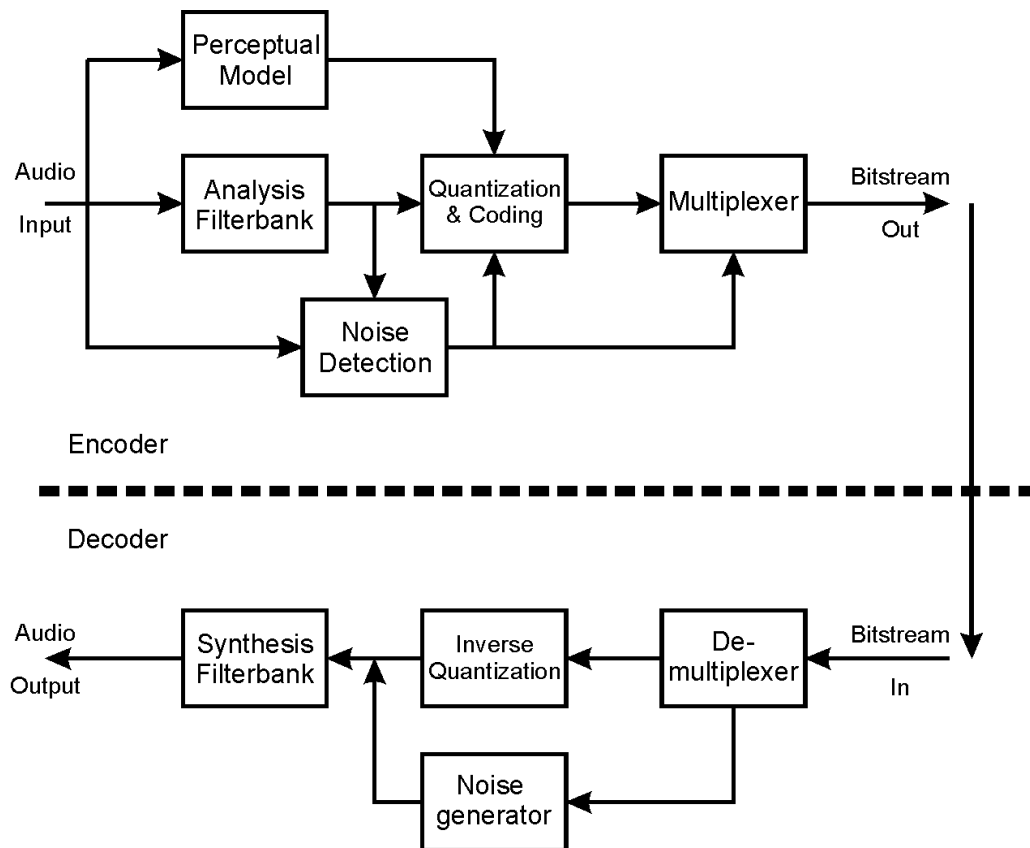 Perceptual
Model
Audio
Input
Analysis
Filterbank
Quantization
& Coding
Multiplexer
Bitstream
Out
Noise
Detection
Encoder
Decoder
Audio
Output
Synthesis
Filterbank
Inverse
Quantization
De-
multiplexer
Bitstream
In
Noise
generator